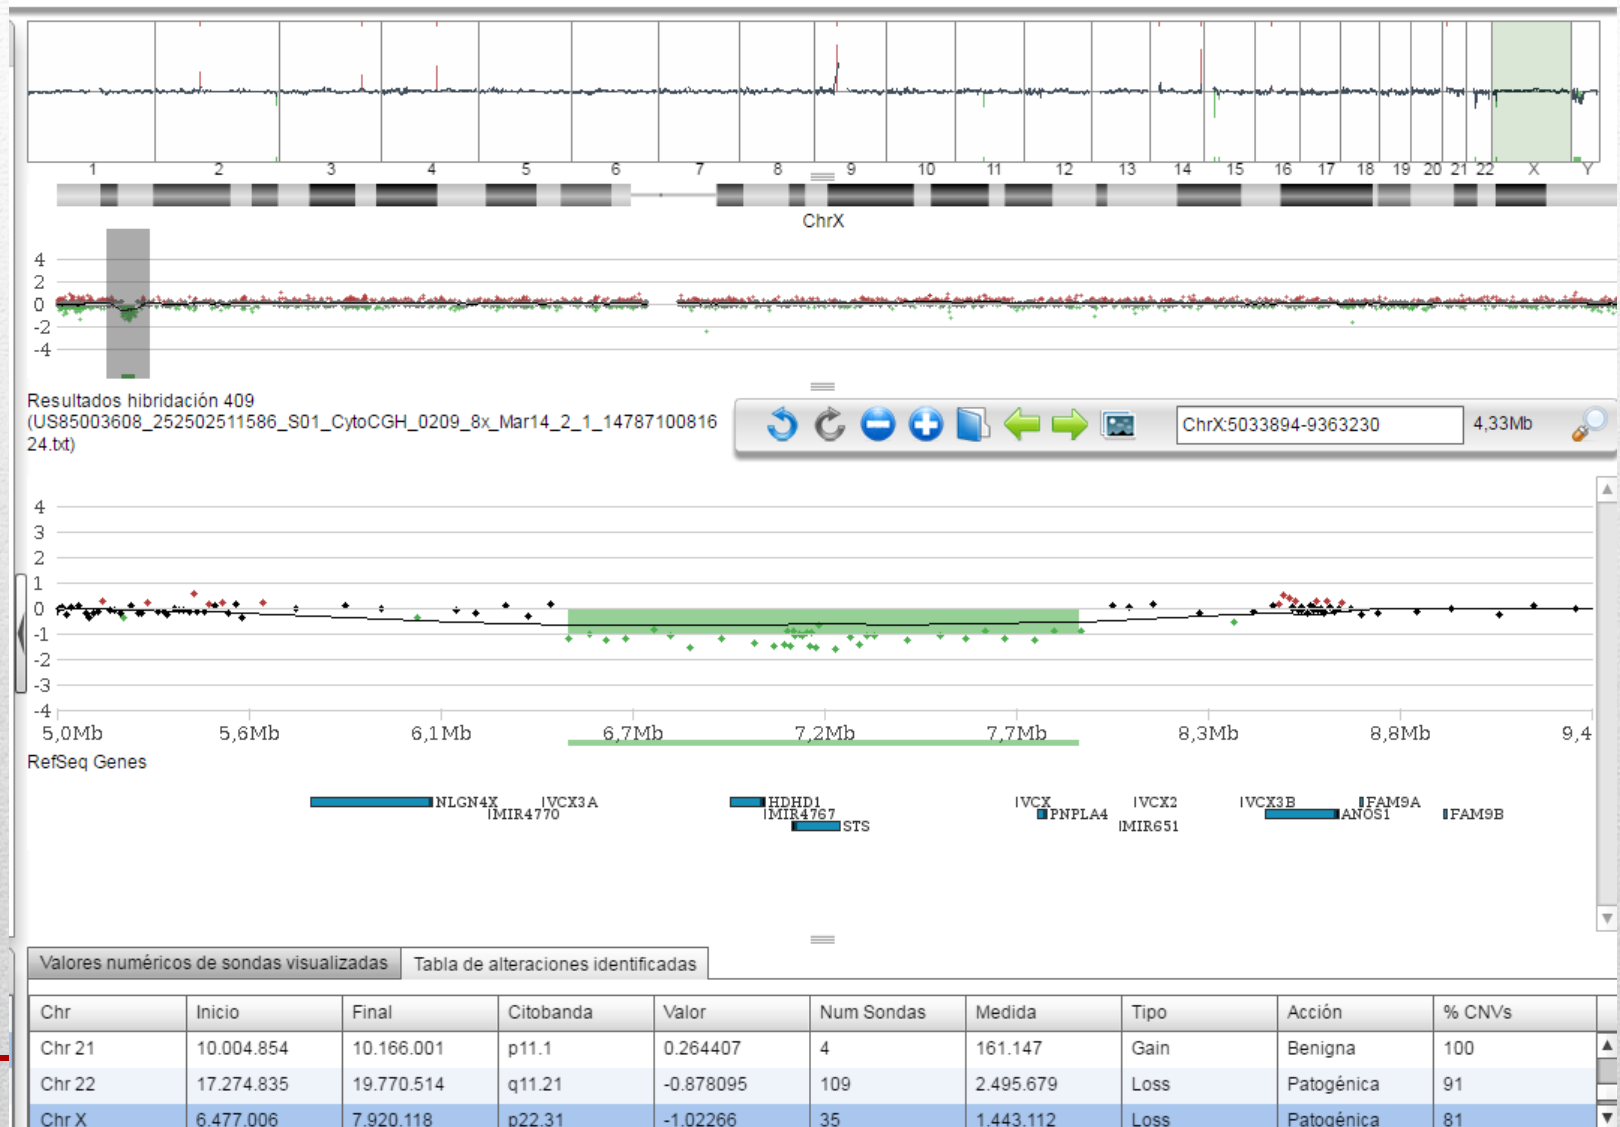 1 2 3 4 5 6 7 8 9 10 11 12 13 14 15 16 17 18 19 20 21 22 X Y
ChrX
4
2
0
-2
-4
Resultados hibridación 409
(US85003608_252502511586_S01_CytoCGH_0209_8x_Mar14_2_1_14787100816
24.txt)
ChrX:5033894-9363230 4,33Mb
4
3
2
1
0
-1
-2
-3
-4
5,0Mb 5,6Mb 6,1Mb 6,7Mb 7,2Mb 7,7Mb 8,3Mb 8,8Mb 9,4
RefSeq Genes
NLGN4X VCX3A HDHD1 VCX VCX2 VCX3B FAM9A
MIR4770 MIR4767 PNPLA4 ANOS1 FAM9B
STS MIR651
Valores numéricos de sondas visualizadas Tabla de alteraciones identificadas
Chr Inicio Final Citobanda Valor Num Sondas Medida Tipo Acción % CNVs
Chr 21 10.004.854 10.166.001 p11.1 0.264407 4 161.147 Gain Benigna 100
Chr 22 17.274.835 19.770.514 q11.21 -0.878095 109 2.495.679 Loss Patogénica 91
Chr X 6.477.006 7.920.118 p22.31 -1.02266 35 1.443.112 Loss Patogénica 81